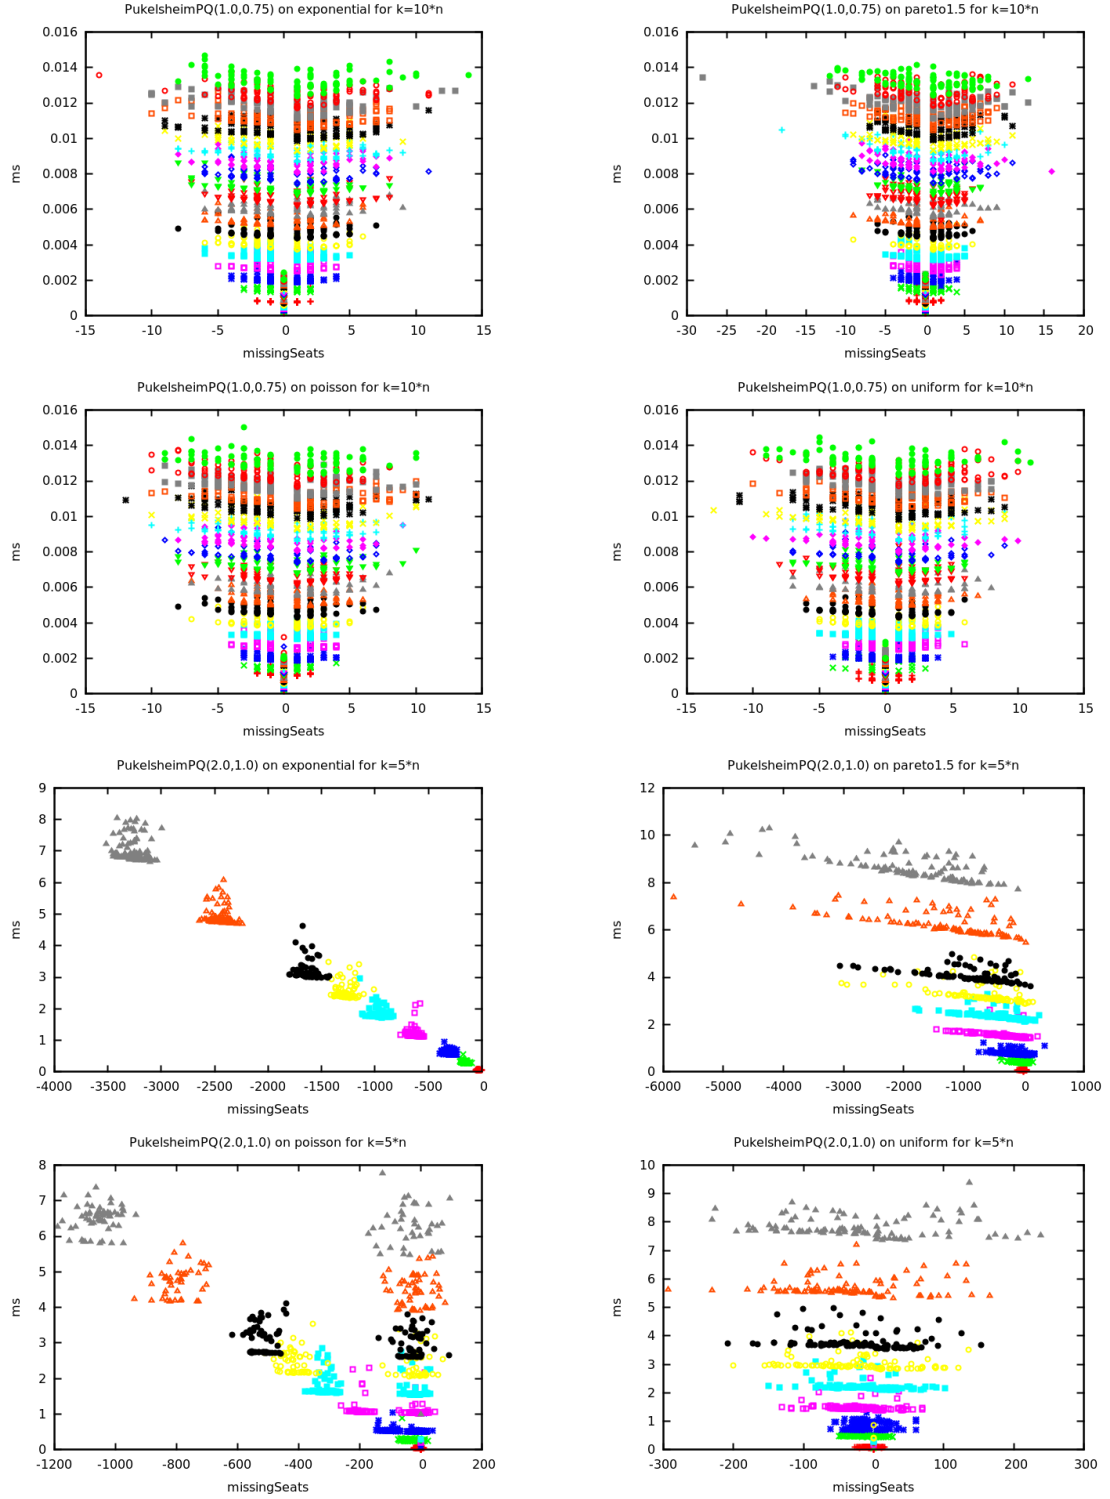 PukelsheimPQ(1.0,0.75) on exponential for k=10*n
0.016
0.014
0.012
0.01
0.008
0.006
0.004
0.002
0
ms
-15 -10 -5 0 5 10 15
missingSeats
PukelsheimPQ(1.0,0.75) on pareto1.5 for k=10*n
0.016
0.014
0.012
0.01
0.008
0.006
0.004
0.002
0
ms
-30 -25 -20 -15 -10 -5 0 5 10 15 20
missingSeats
PukelsheimPQ(1.0,0.75) on poisson for k=10*n
0.016
0.014
0.012
0.01
0.008
0.006
0.004
0.002
0
ms
-15 -10 -5 0 5 10 15
missingSeats
PukelsheimPQ(1.0,0.75) on uniform for k=10*n
0.016
0.014
0.012
0.01
0.008
0.006
0.004
0.002
0
ms
-15 -10 -5 0 5 10 15
missingSeats
PukelsheimPQ(2.0,1.0) on exponential for k=5*n
9
8
7
6
5
4
3
2
1
0
ms
-4000 -3500 -3000 -2500 -2000 -1500 -1000 -500 0
missingSeats
PukelsheimPQ(2.0,1.0) on pareto1.5 for k=5*n
12
10
8
6
4
2
0
ms
-6000 -5000 -4000 -3000 -2000 -1000 0 1000
missingSeats
PukelsheimPQ(2.0,1.0) on poisson for k=5*n
8
7
6
5
4
3
2
1
0
ms
-1200 -1000 -800 -600 -400 -200 0 200
missingSeats
PukelsheimPQ(2.0,1.0) on uniform for k=5*n
10
9
8
7
6
5
4
3
2
1
0
ms
-300 -200 -100 0 100 200 300
missingSeats